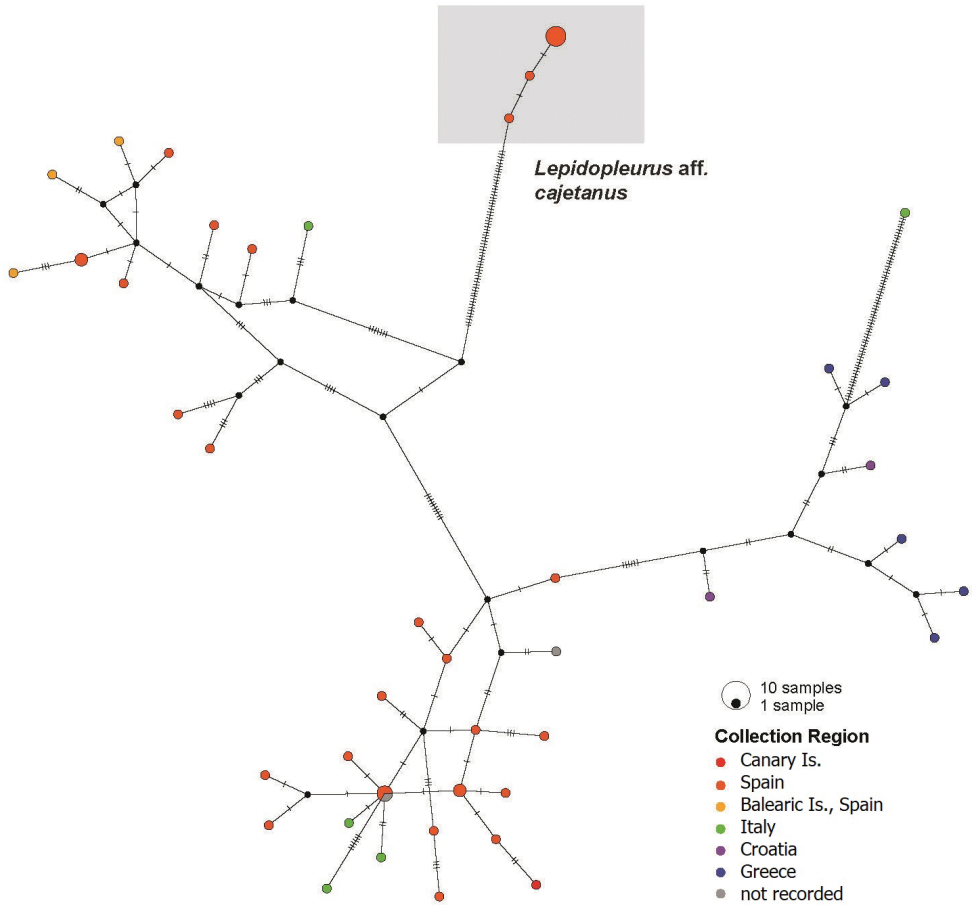 Lepidopleurus aff.
cajetanus
10 samples
1 sample
Collection Region
Canary Is.
Spain
Balearic Is., Spain
Italy
Croatia
Greece
not recorded